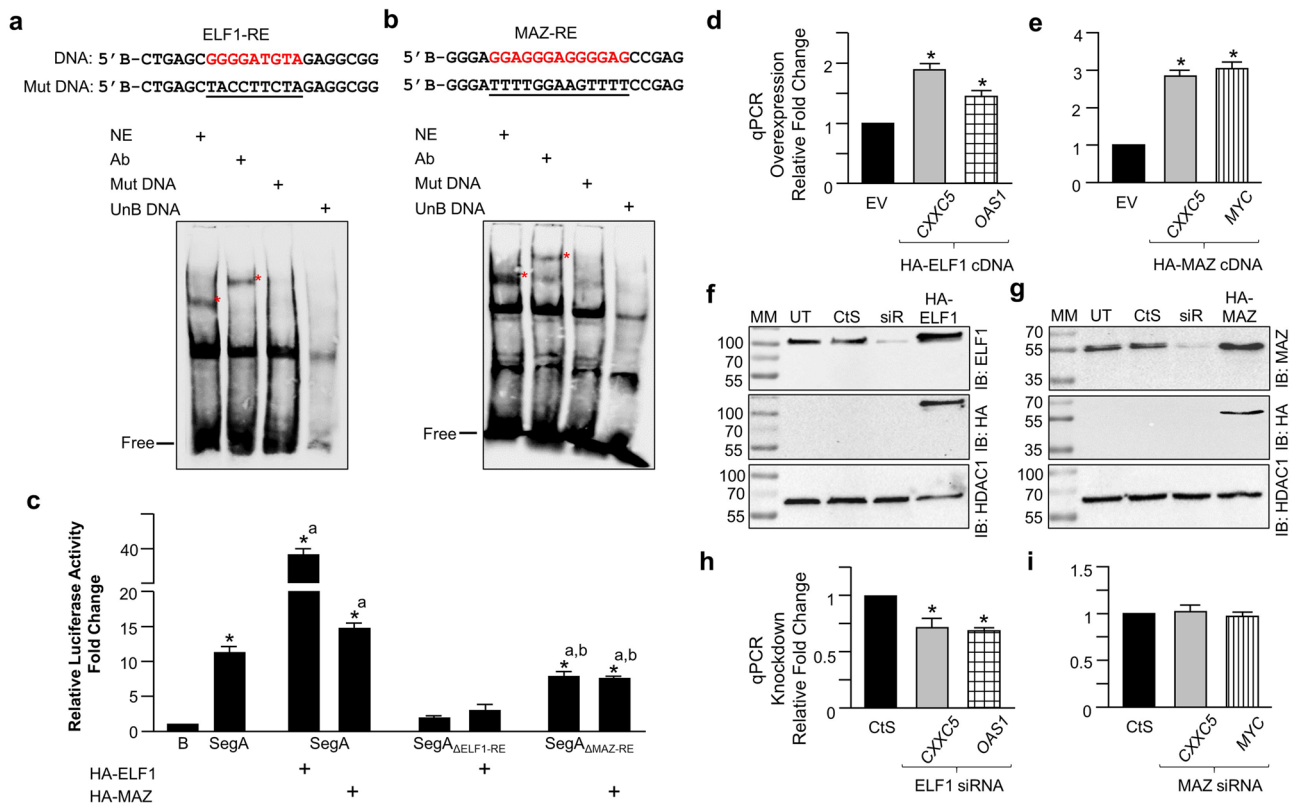 a
ELF1-RE
DNA: 5'B-CTGAGCGGGGATGTAGAGGCGG
Mut DNA: 5'B-CTGAGCTACCTTCTAGAGGCGG
NE +
Ab +
Mut DNA +
UnB DNA +
*
*
Free
b
MAZ-RE
5'B-GGGAGGAGGGAGGGGAGCCGAG
5'B-GGGATTTTGGAAGTTTTCCGAG
NE +
Ab +
Mut DNA +
UnB DNA +
*
*
Free
c
Relative Luciferase Activity
Fold Change
40
20
15
10
5
0
*
*a
*a
*a,b
*a,b
B SegA SegA SegAΔELF1-RE SegAΔMAZ-RE
HA-ELF1 + +
HA-MAZ + +
d
qPCR
Overexpression
Relative Fold Change
2
1
0
*
*
EV CXXC5 OAS1
HA-ELF1 cDNA
e
4
3
2
1
0
*
*
EV CXXC5 MYC
HA-MAZ cDNA
f
MM UT CtS siR HA-ELF1
100
70
55
IB: ELF1
100
70
55
IB: HA
100
70
55
IB: HDAC1
g
MM UT CtS siR HA-MAZ
70
55
35
IB: MAZ
70
55
35
IB: HA
100
70
55
IB: HDAC1
h
qPCR
Knockdown
Relative Fold Change
1
0.5
0
*
*
CtS CXXC5 OAS1
ELF1 siRNA
i
1.5
1
0.5
0
CtS CXXC5 MYC
MAZ siRNA